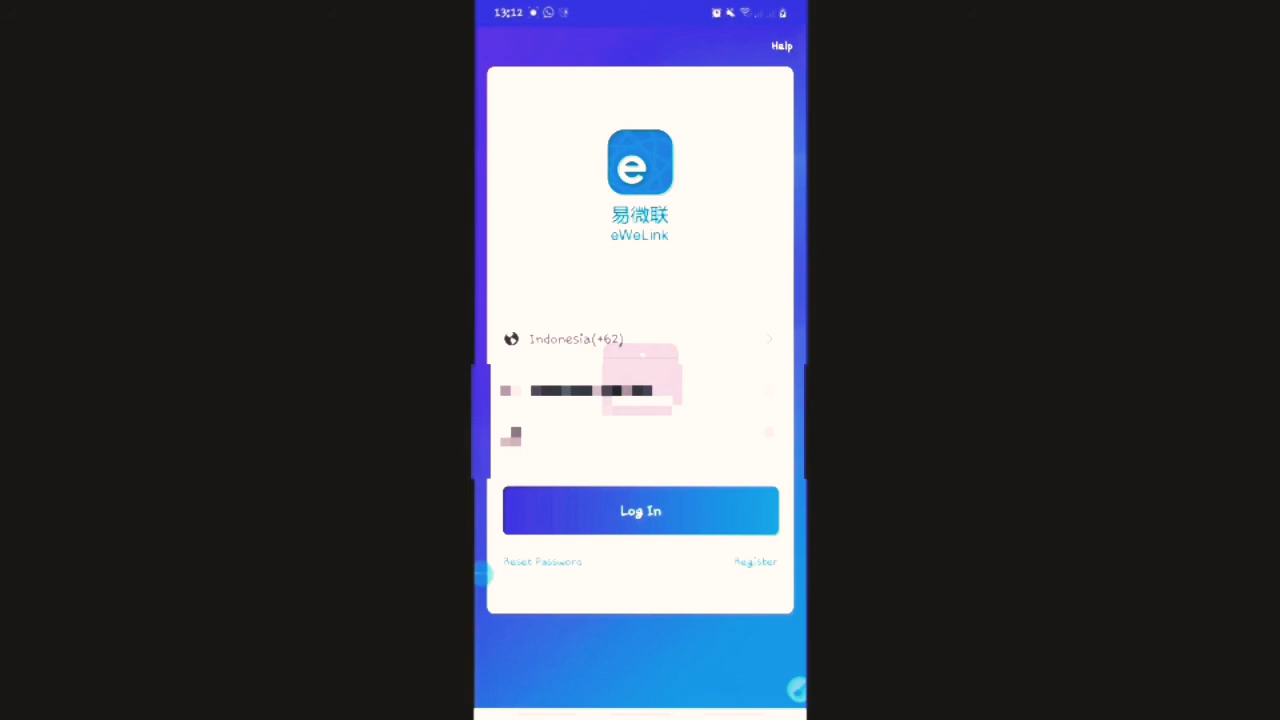 13:12
Help
e
易微联
eWeLink
Indonesia(+62)
Log In
Reset Password
Register